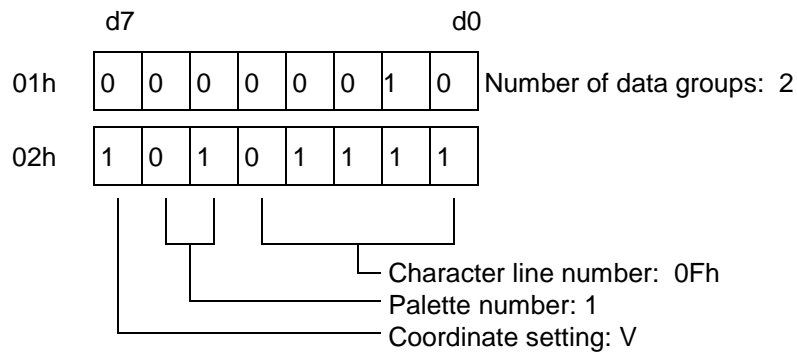 d7 d0
01h 0 0 0 0 0 0 1 0 Number of data groups: 2
02h 1 0 1 0 1 1 1 1
Character line number: 0Fh
Palette number: 1
Coordinate setting: V